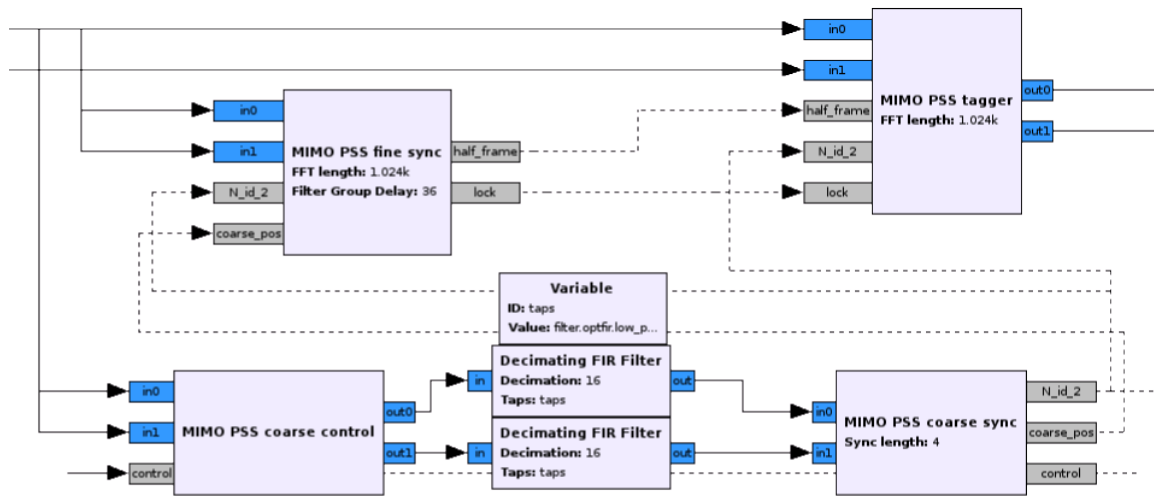 in0
in1
MIMO PSS tagger
FFT length: 1.024k
half_frame
N_id_2
lock
out0
out1
in0
in1
MIMO PSS fine sync
FFT length: 1.024k
Filter Group Delay: 36
N_id_2
coarse_pos
half_frame
lock
Variable
ID: taps
Value: filter.optfir.low_p...
in0
in1
control
MIMO PSS coarse control
out0
out1
in
Decimating FIR Filter
Decimation: 16
Taps: taps
out
in
Decimating FIR Filter
Decimation: 16
Taps: taps
out
in0
in1
MIMO PSS coarse sync
Sync length: 4
N_id_2
coarse_pos
control